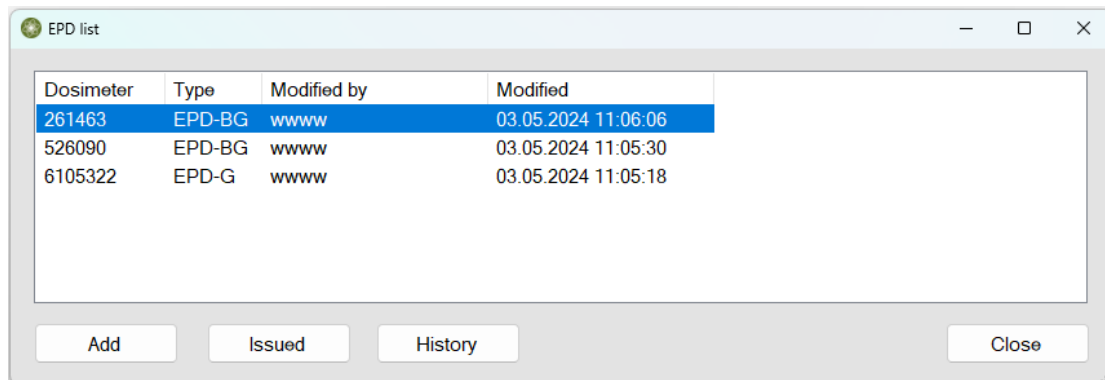 EPD list
Dosimeter Type Modified by Modified
261463 EPD-BG wwww 03.05.2024 11:06:06
526090 EPD-BG wwww 03.05.2024 11:05:30
6105322 EPD-G wwww 03.05.2024 11:05:18
Add Issued History Close